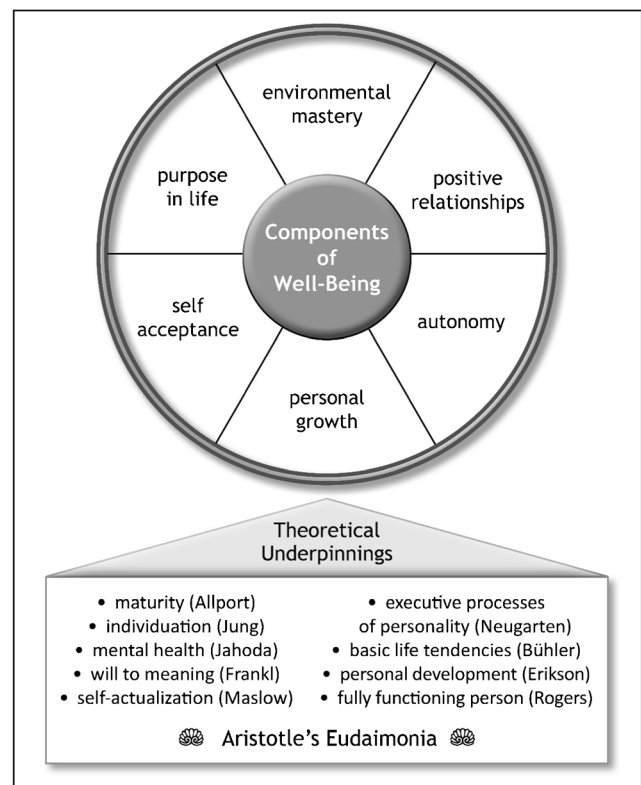 environmental
mastery
positive
relationships
autonomy
personal
growth
self
acceptance
purpose
in life
Components
of
Well-Being
Theoretical
Underpinnings
• maturity (Allport)
• individuation (Jung)
• mental health (Jahoda)
• will to meaning (Frankl)
• self-actualization (Maslow)
• executive processes
of personality (Neugarten)
• basic life tendencies (Bühler)
• personal development (Erikson)
• fully functioning person (Rogers)
Aristotle's Eudaimonia